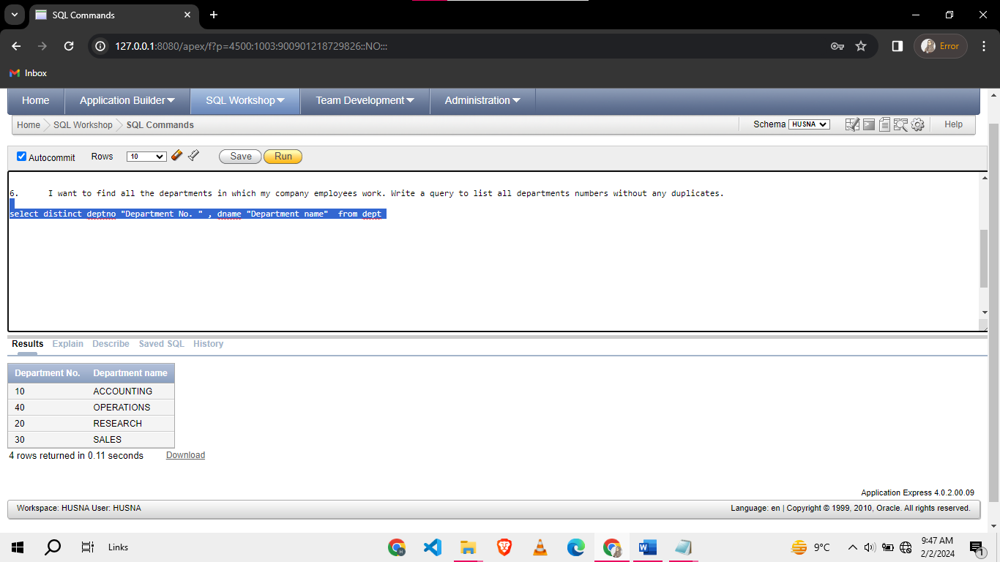 SQL Commands
127.0.0.1:8080/apex/f?p=4500:1003:900901218729826::NO:::
Error
Inbox
Home Application Builder SQL Workshop Team Development Administration
Home SQL Workshop SQL Commands Schema HUSNA Help
Autocommit Rows 10 Save Run
6. I want to find all the departments in which my company employees work. Write a query to list all departments numbers without any duplicates.
select distinct deptno "Department No. " , dname "Department name" from dept
Results Explain Describe Saved SQL History
Department No. Department name
10 ACCOUNTING
40 OPERATIONS
20 RESEARCH
30 SALES
4 rows returned in 0.11 seconds Download
Application Express 4.0.2.00.09
Workspace: HUSNA User: HUSNA Language: en | Copyright © 1999, 2010, Oracle. All rights reserved.
Links 9°C 9:47 AM
2/2/2024
1